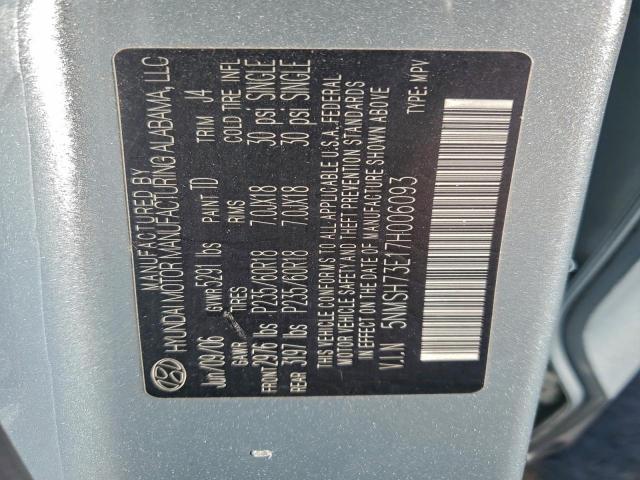 MANUFACTURED BY
HYUNDAI MOTOR MANUFACTURING ALABAMA, LLC
Jun/09/06 GVWR 5291 lbs PAINT 1D TRIM J4
GAWR TIRES RIMS COLD TIRE INFL
FRONT 2976 lbs P235/60R18 7.0JX18 30 psi SINGLE
REAR 3197 lbs P235/60R18 7.0JX18 30 psi SINGLE
THIS VEHICLE CONFORMS TO ALL APPLICABLE U.S.A. FEDERAL
MOTOR VEHICLE SAFETY AND THEFT PREVENTION STANDARDS
IN EFFECT ON THE DATE OF MANUFACTURE SHOWN ABOVE
V.I.N 5NMSH73E17H006093 TYPE: MPV